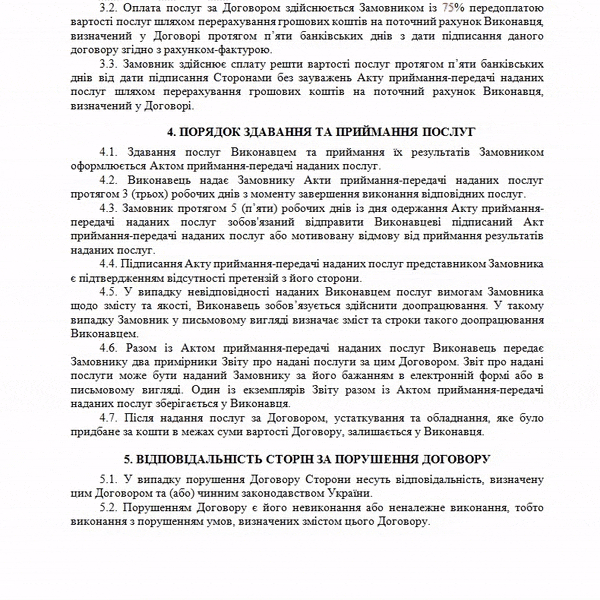 3.2. Оплата послуг за Договором здійснюється Замовником із 75% передоплатою
вартості послуг шляхом перерахування грошових коштів на поточний рахунок Виконавця,
визначений у Договорі протягом п’яти банківських днів з дати підписання даного
договору згідно з рахунком-фактурою.
3.3. Замовник здійснює сплату решти вартості послуг протягом п’яти банківських
днів від дати підписання Сторонами без зауважень Акту приймання-передачі наданих
послуг шляхом перерахування грошових коштів на поточний рахунок Виконавця,
визначений у Договорі.
4. ПОРЯДОК ЗДАВАННЯ ТА ПРИЙМАННЯ ПОСЛУГ
4.1. Здавання послуг Виконавцем та приймання їх результатів Замовником
оформлюється Актом приймання-передачі наданих послуг.
4.2. Виконавець надає Замовнику Акти приймання-передачі наданих послуг
протягом 3 (трьох) робочих днів з моменту завершення виконання відповідних послуг.
4.3. Замовник протягом 5 (п’яти) робочих днів із дня одержання Акту приймання-
передачі наданих послуг зобов'язаний відправити Виконавцеві підписаний Акт
приймання-передачі наданих послуг або мотивовану відмову від приймання результатів
наданих послуг.
4.4. Підписання Акту приймання-передачі наданих послуг представником Замовника
є підтвердженням відсутності претензій з його сторони.
4.5. У випадку невідповідності наданих Виконавцем послуг вимогам Замовника
щодо змісту та якості, Виконавець зобов’язується здійснити доопрацювання. У такому
випадку Замовник у письмовому вигляді визначає зміст та строки такого доопрацювання
Виконавцем.
4.6. Разом із Актом приймання-передачі наданих послуг Виконавець передає
Замовнику два примірники Звіту про надані послуги за цим Договором. Звіт про надані
послуги може бути наданий Замовнику за його бажанням в електронній формі або в
письмовому вигляді. Один із екземплярів Звіту разом із Актом приймання-передачі
наданих послуг зберігається у Виконавця.
4.7. Після надання послуг за Договором, устаткування та обладнання, яке було
придбане за кошти в межах суми вартості Договору, залишається у Виконавця.
5. ВІДПОВІДАЛЬНІСТЬ СТОРІН ЗА ПОРУШЕННЯ ДОГОВОРУ
5.1. У випадку порушення Договору Сторони несуть відповідальність, визначену
цим Договором та (або) чинним законодавством України.
5.2. Порушенням Договору є його невиконання або неналежне виконання, тобто
виконання з порушенням умов, визначених змістом цього Договору.